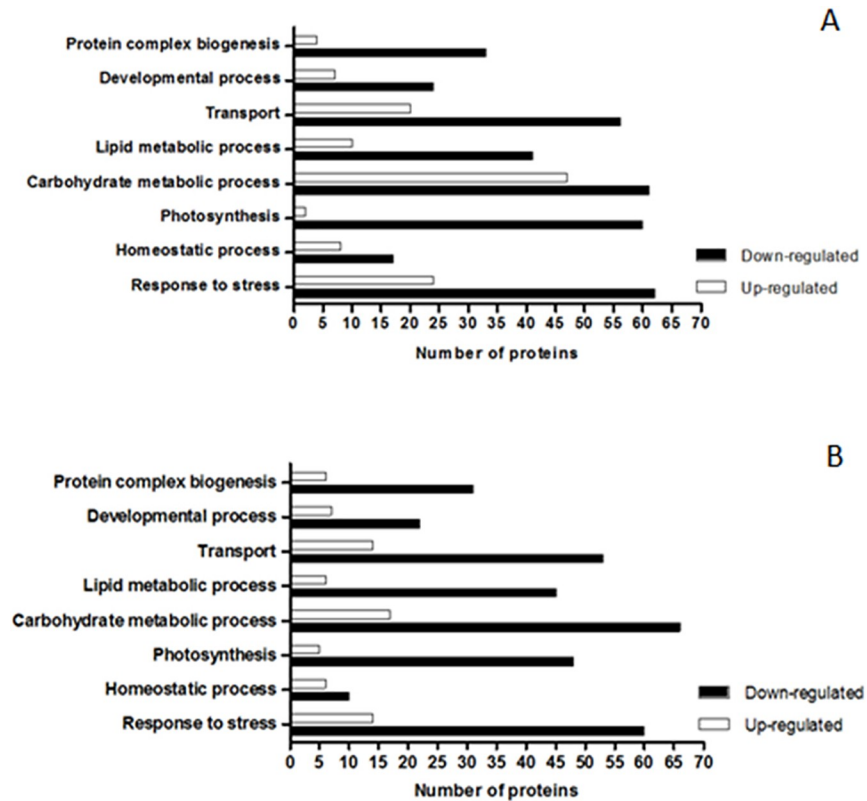 A
Protein complex biogenesis
Developmental process
Transport
Lipid metabolic process
Carbohydrate metabolic process
Photosynthesis
Homeostatic process
Response to stress
Down-regulated
Up-regulated
0 5 10 15 20 25 30 35 40 45 50 55 60 65 70
Number of proteins
B
Protein complex biogenesis
Developmental process
Transport
Lipid metabolic process
Carbohydrate metabolic process
Photosynthesis
Homeostatic process
Response to stress
Down-regulated
Up-regulated
0 5 10 15 20 25 30 35 40 45 50 55 60 65 70
Number of proteins